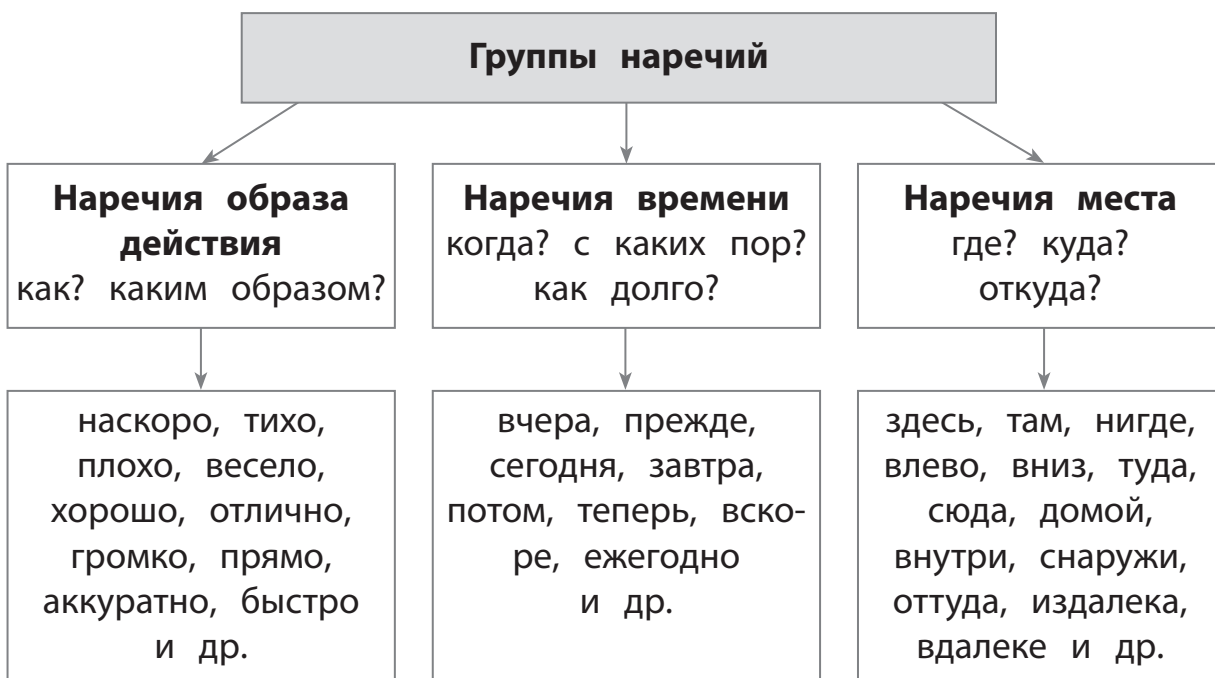 Группы наречий
Наречия образа
действия
как? каким образом?
Наречия времени
когда? с каких пор?
как долго?
Наречия места
где? куда?
откуда?
наскоро, тихо,
плохо, весело,
хорошо, отлично,
громко, прямо,
аккуратно, быстро
и др.
вчера, прежде,
сегодня, завтра,
потом, теперь, вско-
ре, ежегодно
и др.
здесь, там, нигде,
влево, вниз, туда,
сюда, домой,
внутри, снаружи,
оттуда, издалека,
вдалеке и др.